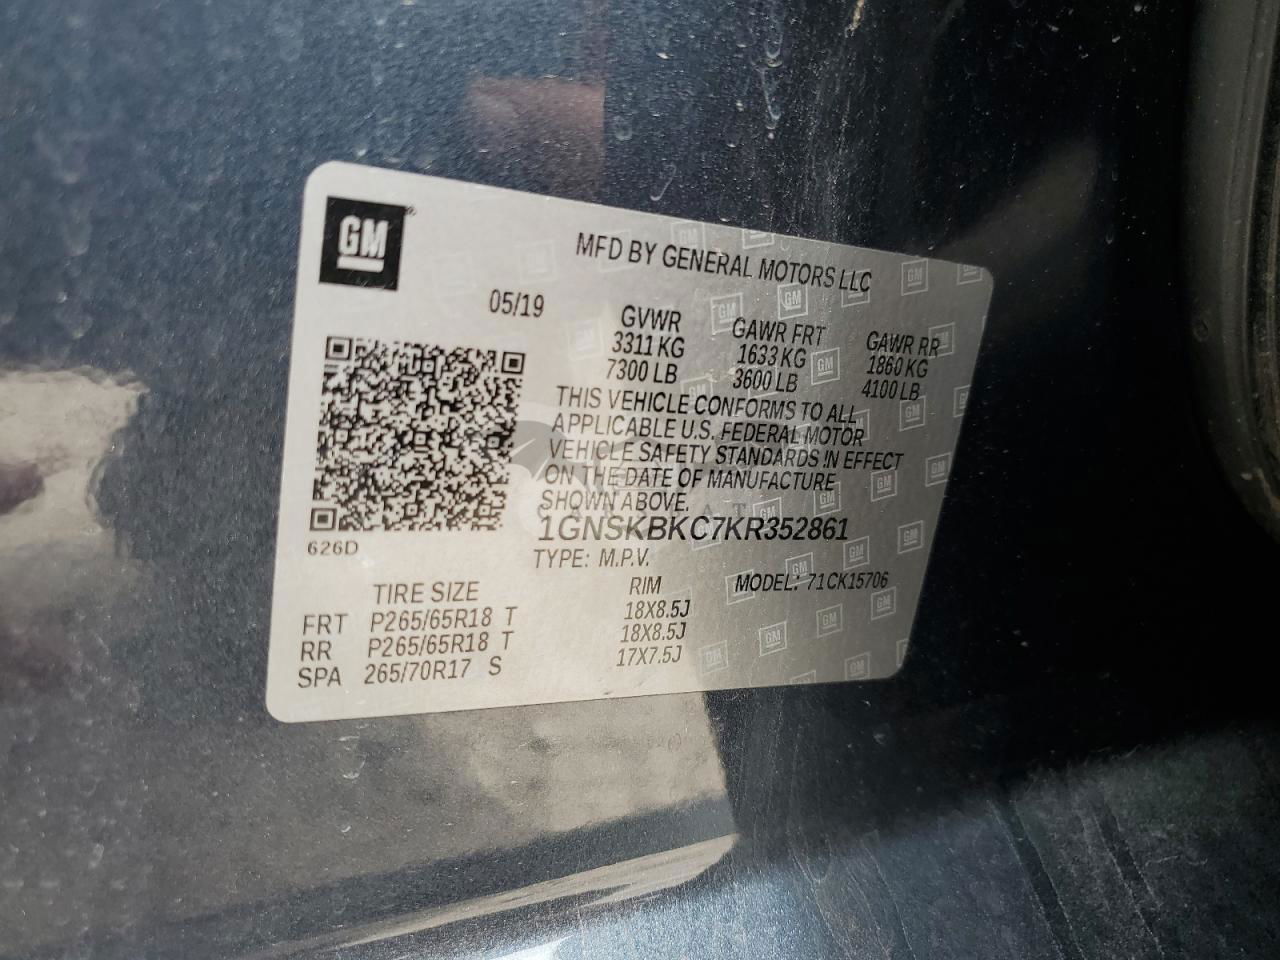 GM
MFD BY GENERAL MOTORS LLC
05/19
GVWR GAWR FRT GAWR RR
3311 KG 1633 KG 1860 KG
7300 LB 3600 LB 4100 LB
THIS VEHICLE CONFORMS TO ALL
APPLICABLE U.S. FEDERAL MOTOR
VEHICLE SAFETY STANDARDS IN EFFECT
ON THE DATE OF MANUFACTURE
SHOWN ABOVE.
1GNSKBKC7KR352861
626D
TYPE: M.P.V.
MODEL: 71CK15706
TIRE SIZE RIM
FRT P265/65R18 T 18X8.5J
RR P265/65R18 T 18X8.5J
SPA 265/70R17 S 17X7.5J